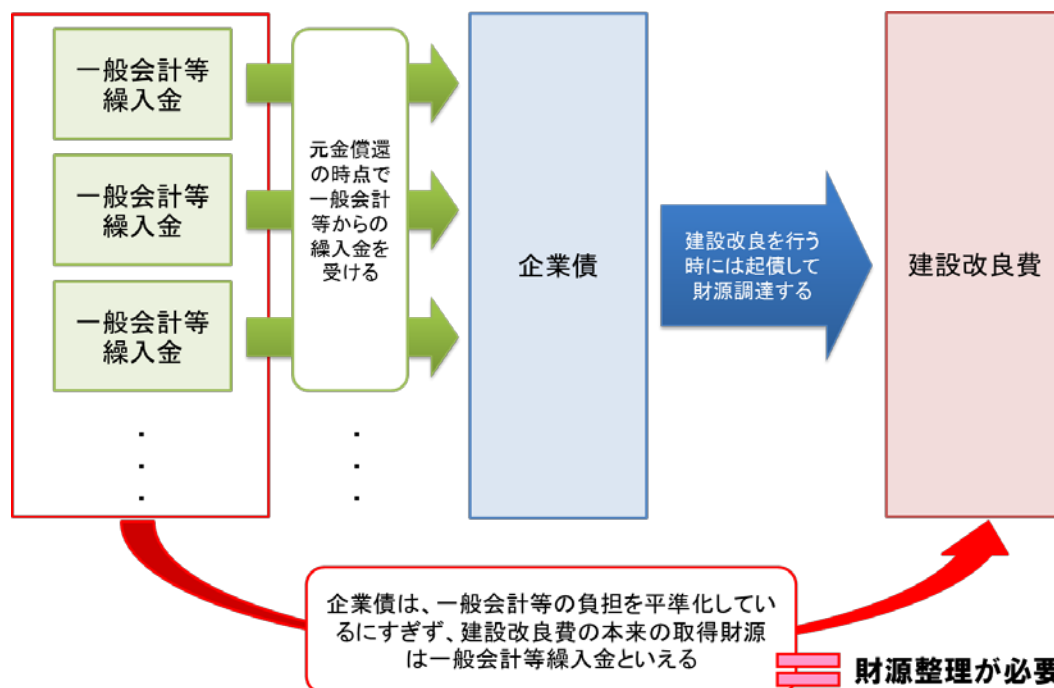 一般会計等
繰入金
一般会計等
繰入金
一般会計等
繰入金
・
・
・
元金償還
の時点で
一般会計
等からの
繰入金を
受ける
・
・
・
企業債
建設改良を行う
時には起債して
財源調達する
建設改良費
企業債は、一般会計等の負担を平準化してい
るにすぎず、建設改良費の本来の取得財源
は一般会計等繰入金といえる
財源整理が必要